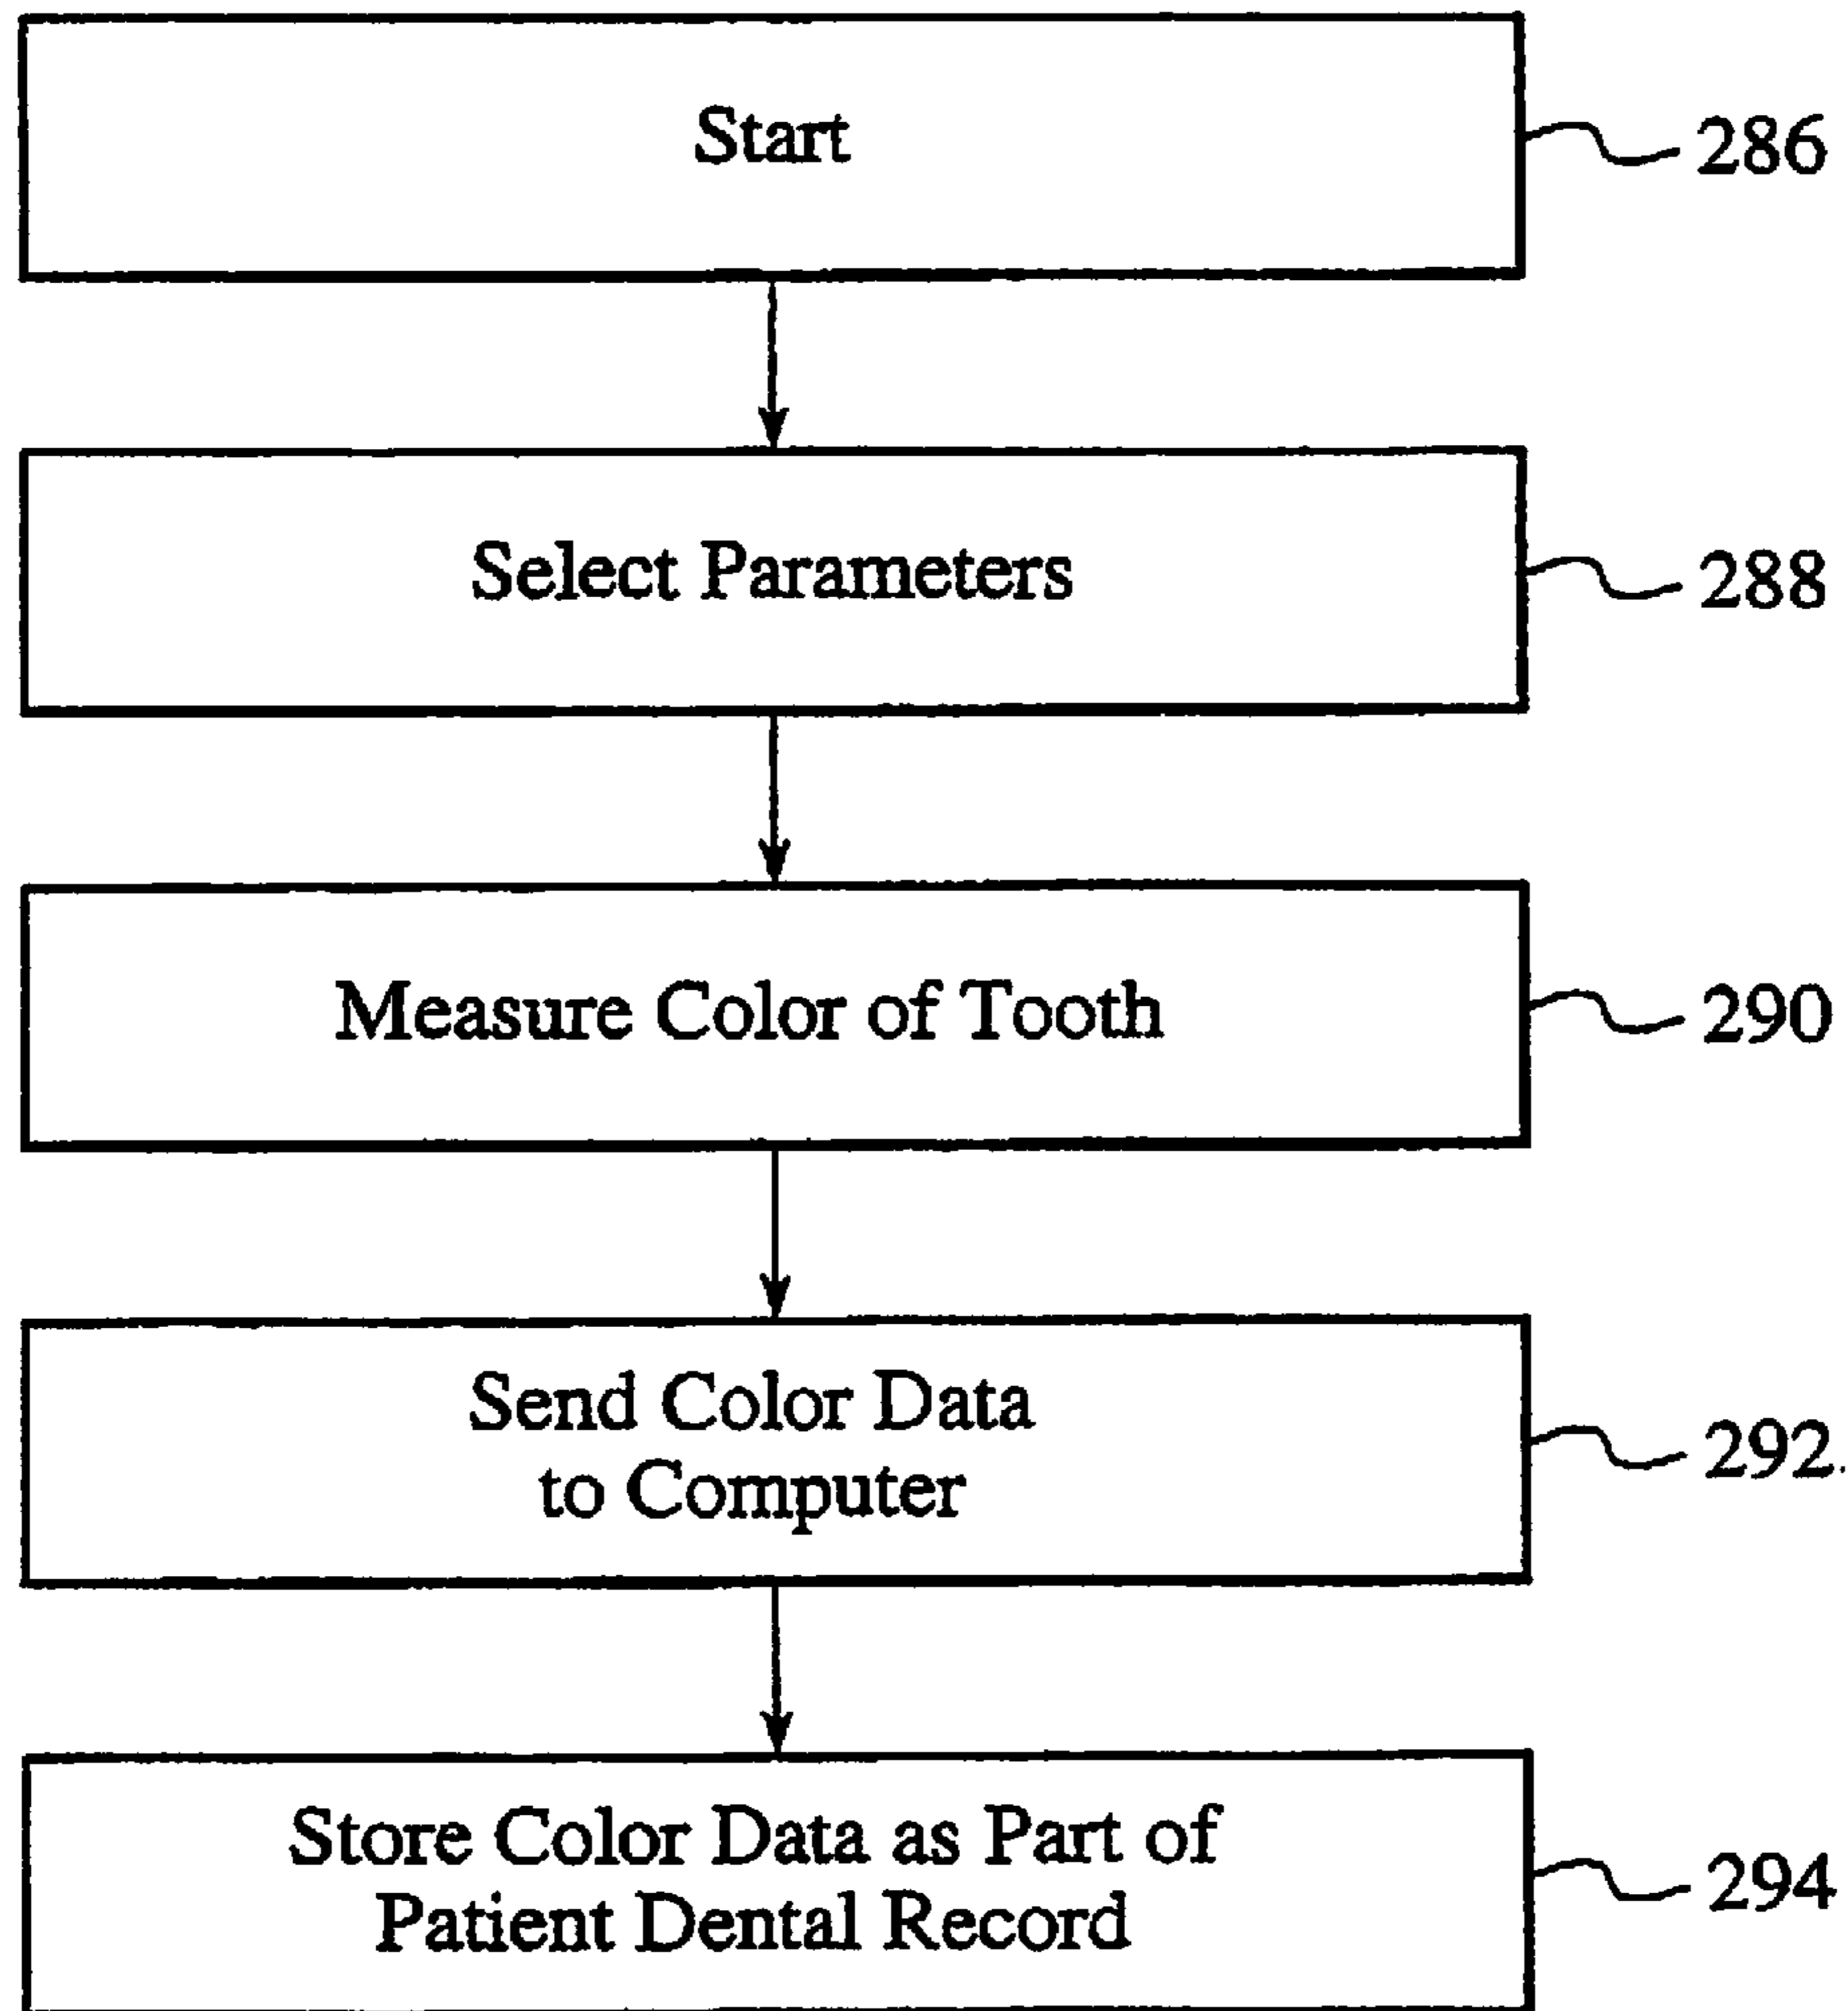 Start
286
Select Parameters
288
Measure Color of Tooth
290
Send Color Data
to Computer
292.
Store Color Data as Part of
Patient Dental Record
294